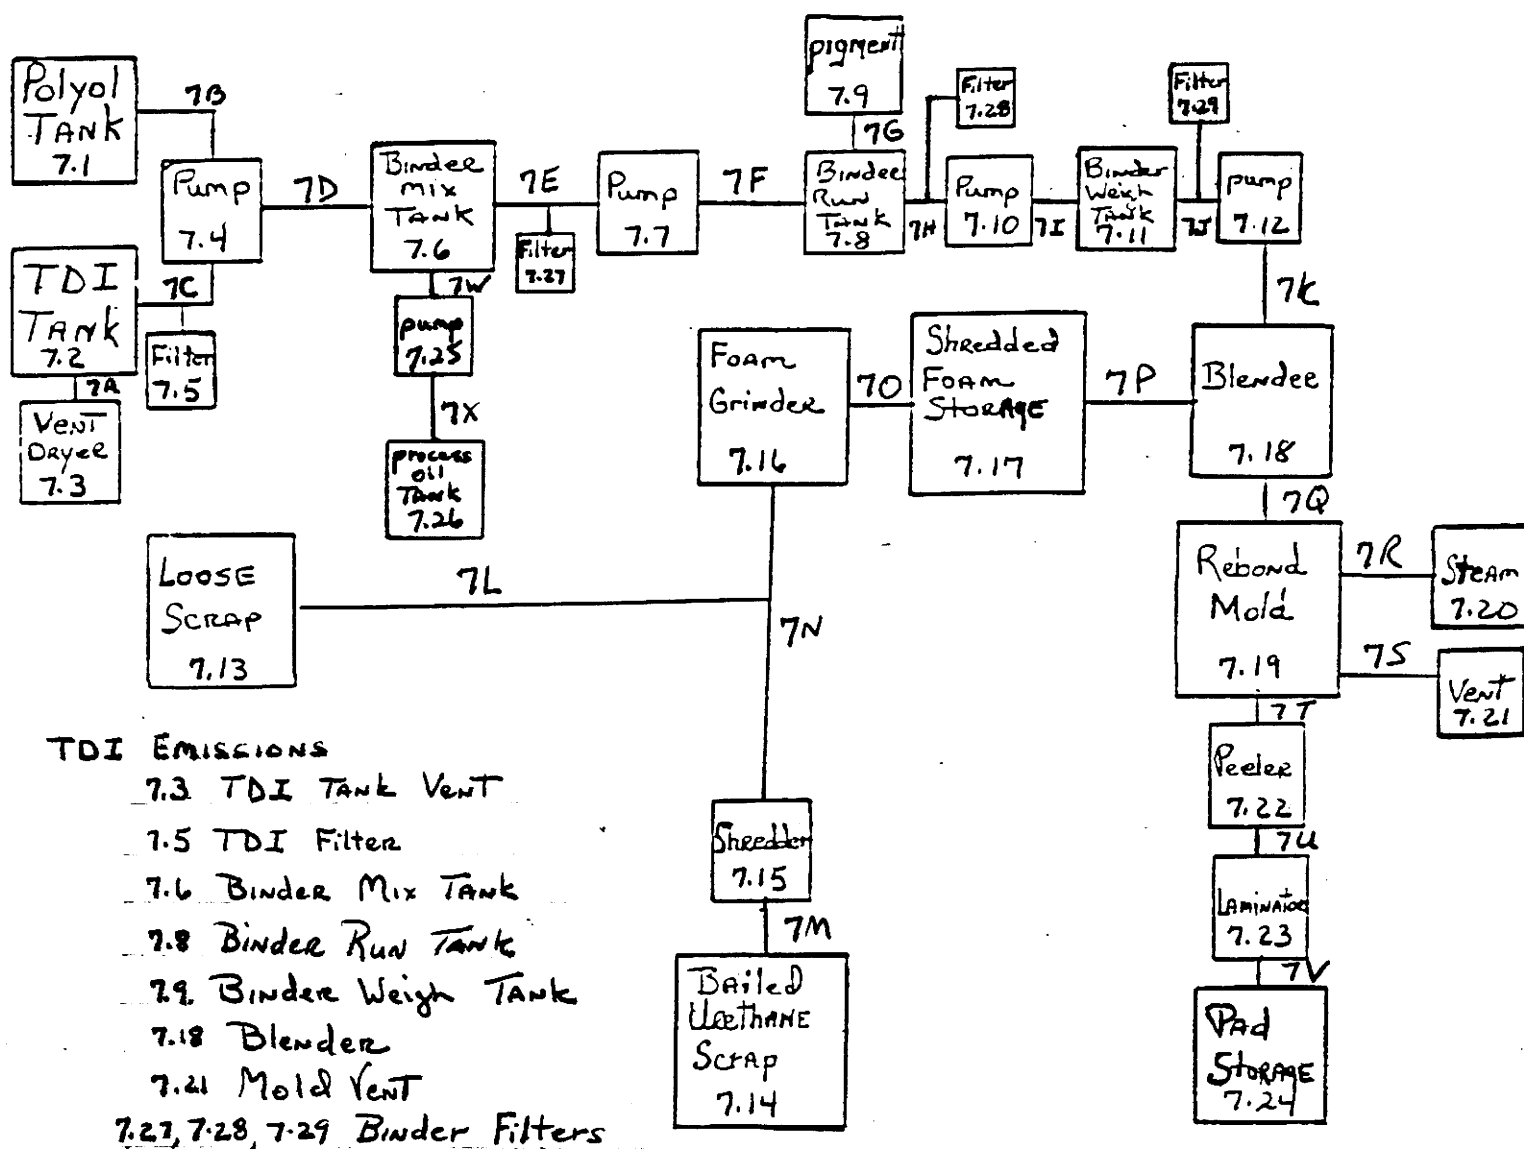 Polyol
TANK
7.1
7B
Pump
7.4
7D
TDI
TANK
7.2
7C
Filter
7.5
7A
Vent
Dryer
7.3
Binder
mix
TANK
7.6
7W
pump
7.25
7X
process
oil
TANK
7.26
7E
Filter
7.27
Pump
7.7
7F
pigment
7.9
7G
Binder
Run
TANK
7.8
7H
Filter
7.28
Pump
7.10
7I
Binder
Weigh
TANK
7.11
7J
Filter
7.29
pump
7.12
7K
Foam
Grinder
7.16
7O
Shredded
Foam
STORAGE
7.17
7P
Blender
7.18
7Q
Rebond
Mold
7.19
7R
Steam
7.20
7S
Vent
7.21
7T
Peeler
7.22
7U
LAMINATOR
7.23
7V
PAd
STORAGE
7.24
LOOSE
SCRAP
7.13
7L
7N
Shredder
7.15
7M
BAiled
URethANE
Scrap
7.14
TDI EMISSIONS
7.3 TDI TANK VENT
7.5 TDI Filter
7.6 Binder Mix TANK
7.8 Binder Run TANK
7.9 Binder Weigh TANK
7.18 Blender
7.21 Mold Vent
7.27, 7.28, 7.29 Binder Filters